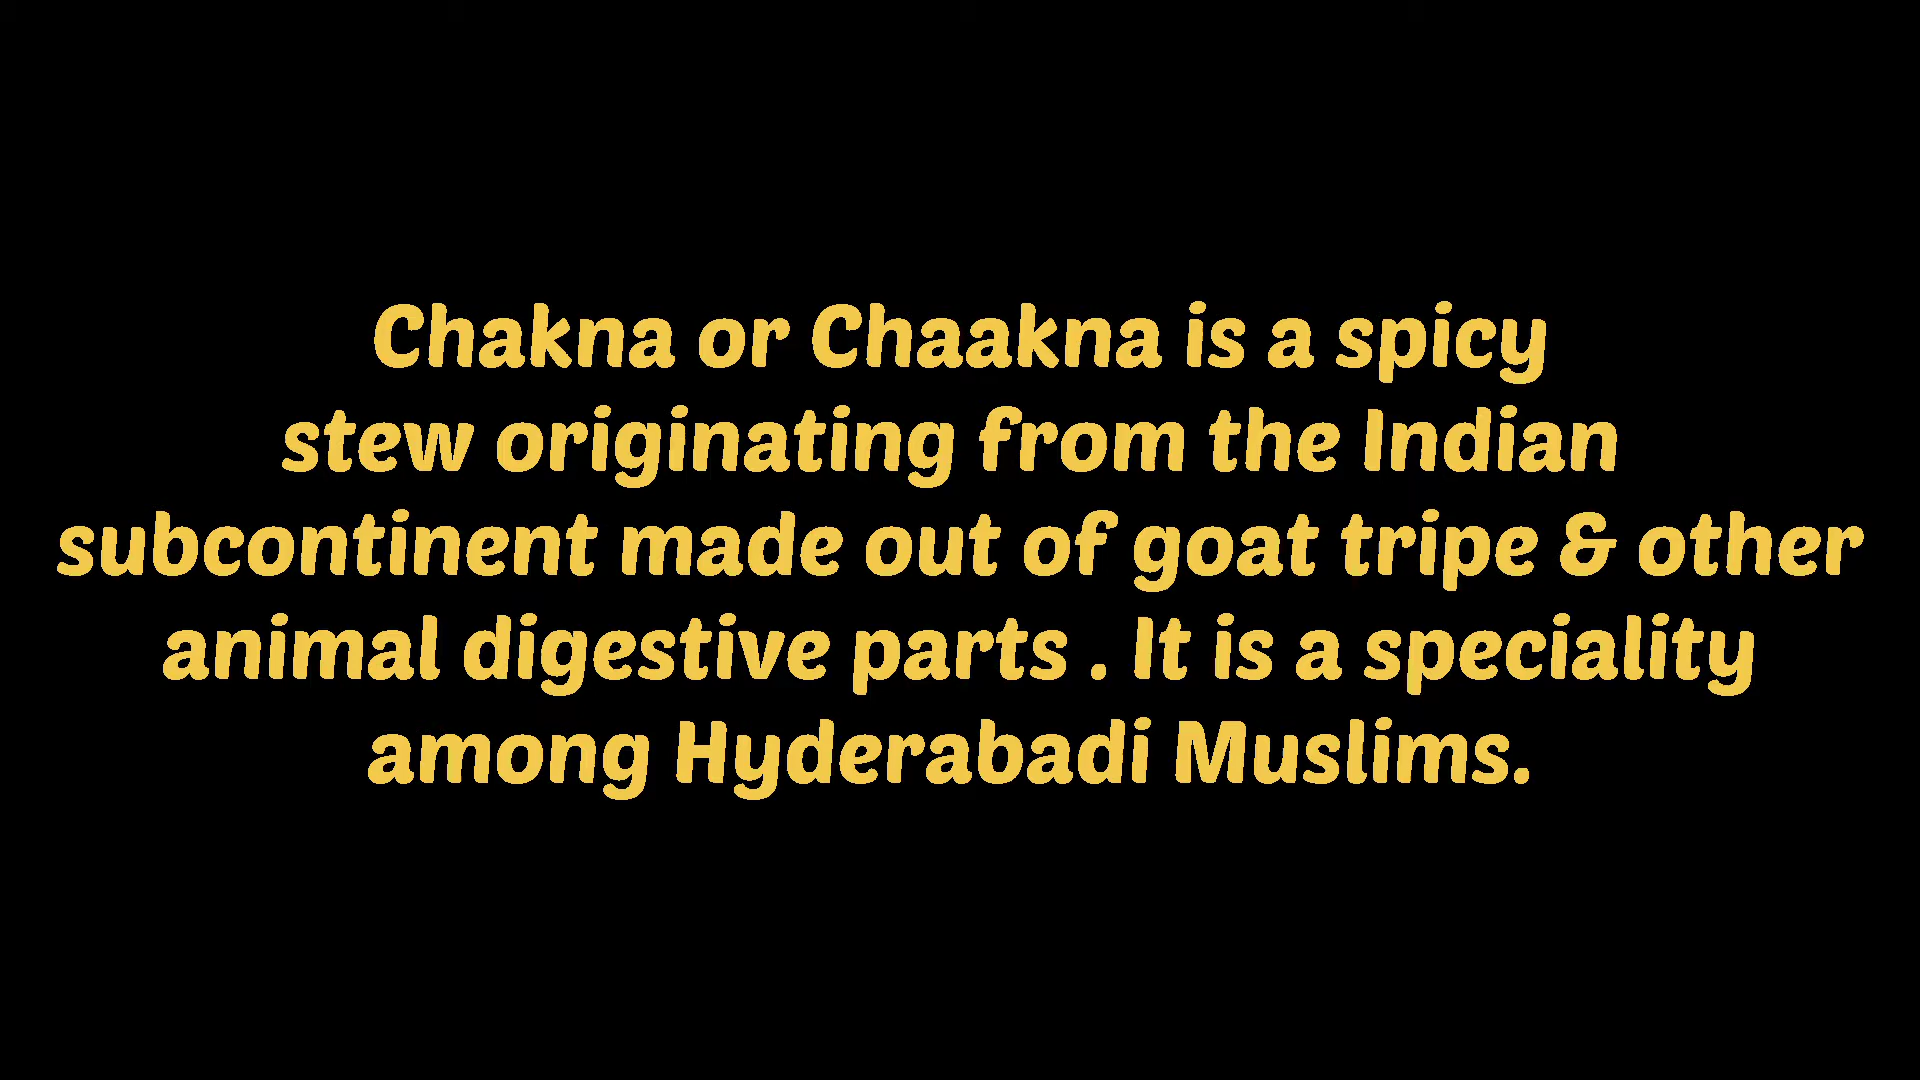 Chakna or Chaakna is a spicy
stew originating from the Indian
subcontinent made out of goat tripe & other
animal digestive parts . It is a speciality
among Hyderabadi Muslims.